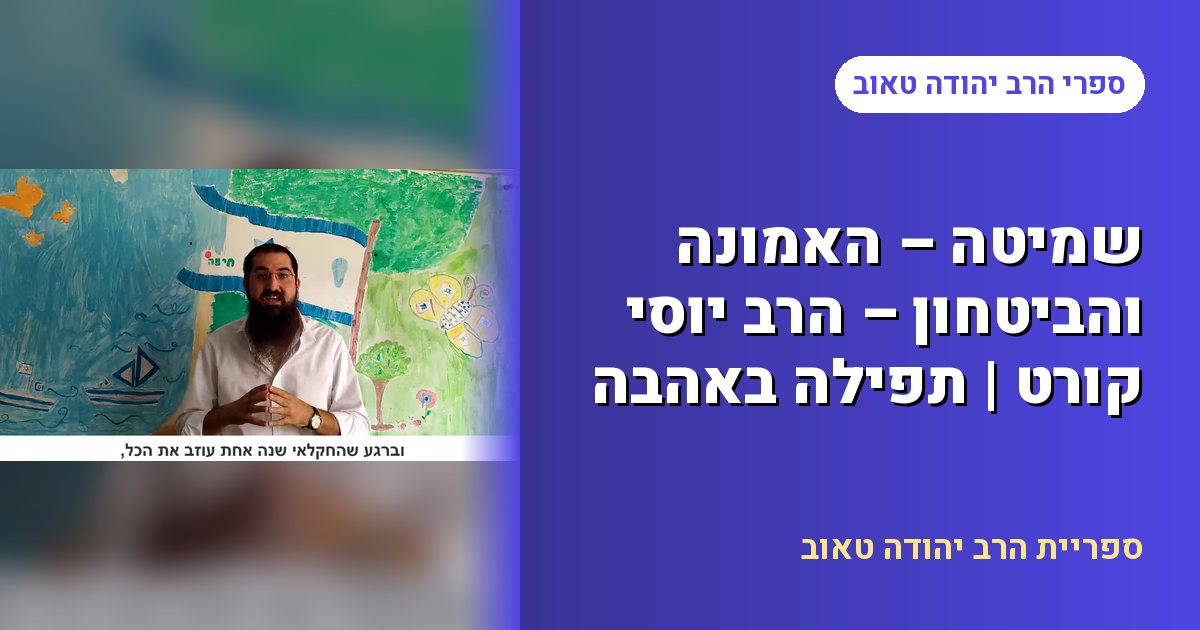 ספרי הרב יהודה טאוב
שמיטה – האמונה
והביטחון – הרב יוסי
קורט | תפילה באהבה
ספריית הרב יהודה טאוב
וברגע שהחקלאי שנה אחת עוזב את הכל,